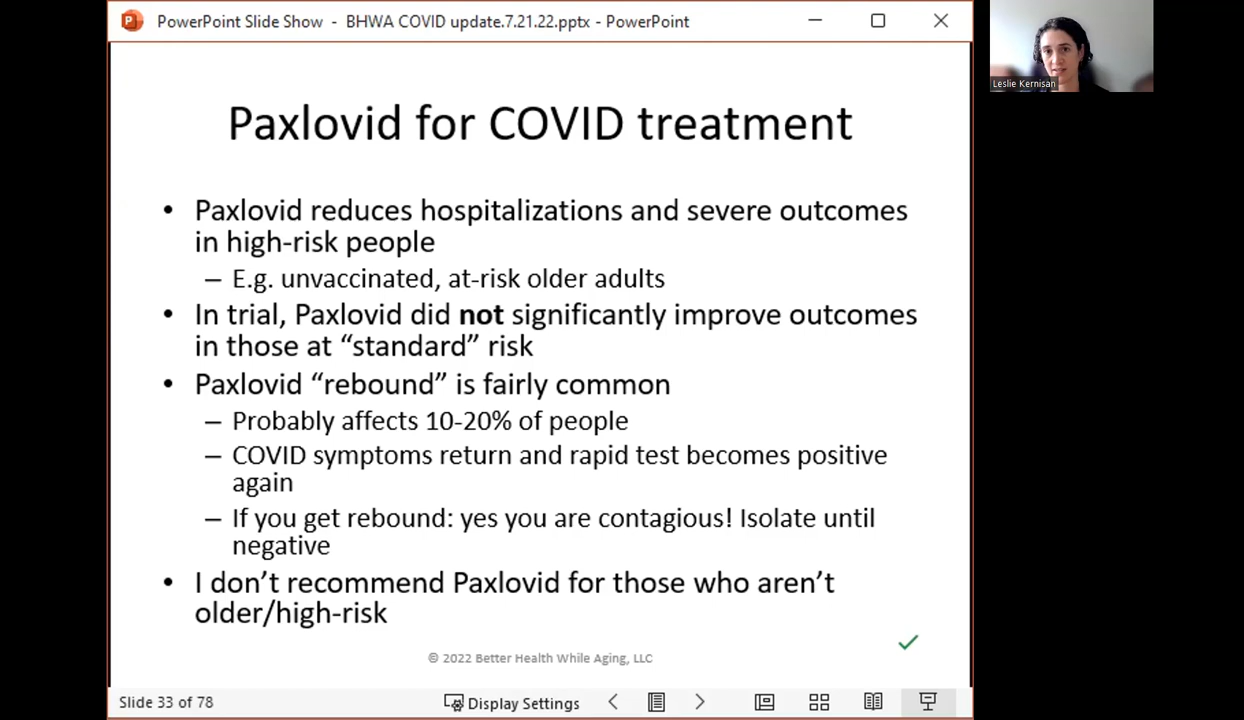 PowerPoint Slide Show - BHWA COVID update.7.21.22.pptx - PowerPoint
Leslie Kernisan
Paxlovid for COVID treatment
• Paxlovid reduces hospitalizations and severe outcomes
in high-risk people
– E.g. unvaccinated, at-risk older adults
• In trial, Paxlovid did not significantly improve outcomes
in those at “standard” risk
• Paxlovid “rebound” is fairly common
– Probably affects 10-20% of people
– COVID symptoms return and rapid test becomes positive
again
– If you get rebound: yes you are contagious! Isolate until
negative
• I don’t recommend Paxlovid for those who aren’t
older/high-risk
© 2022 Better Health While Aging, LLC
Slide 33 of 78
Display Settings